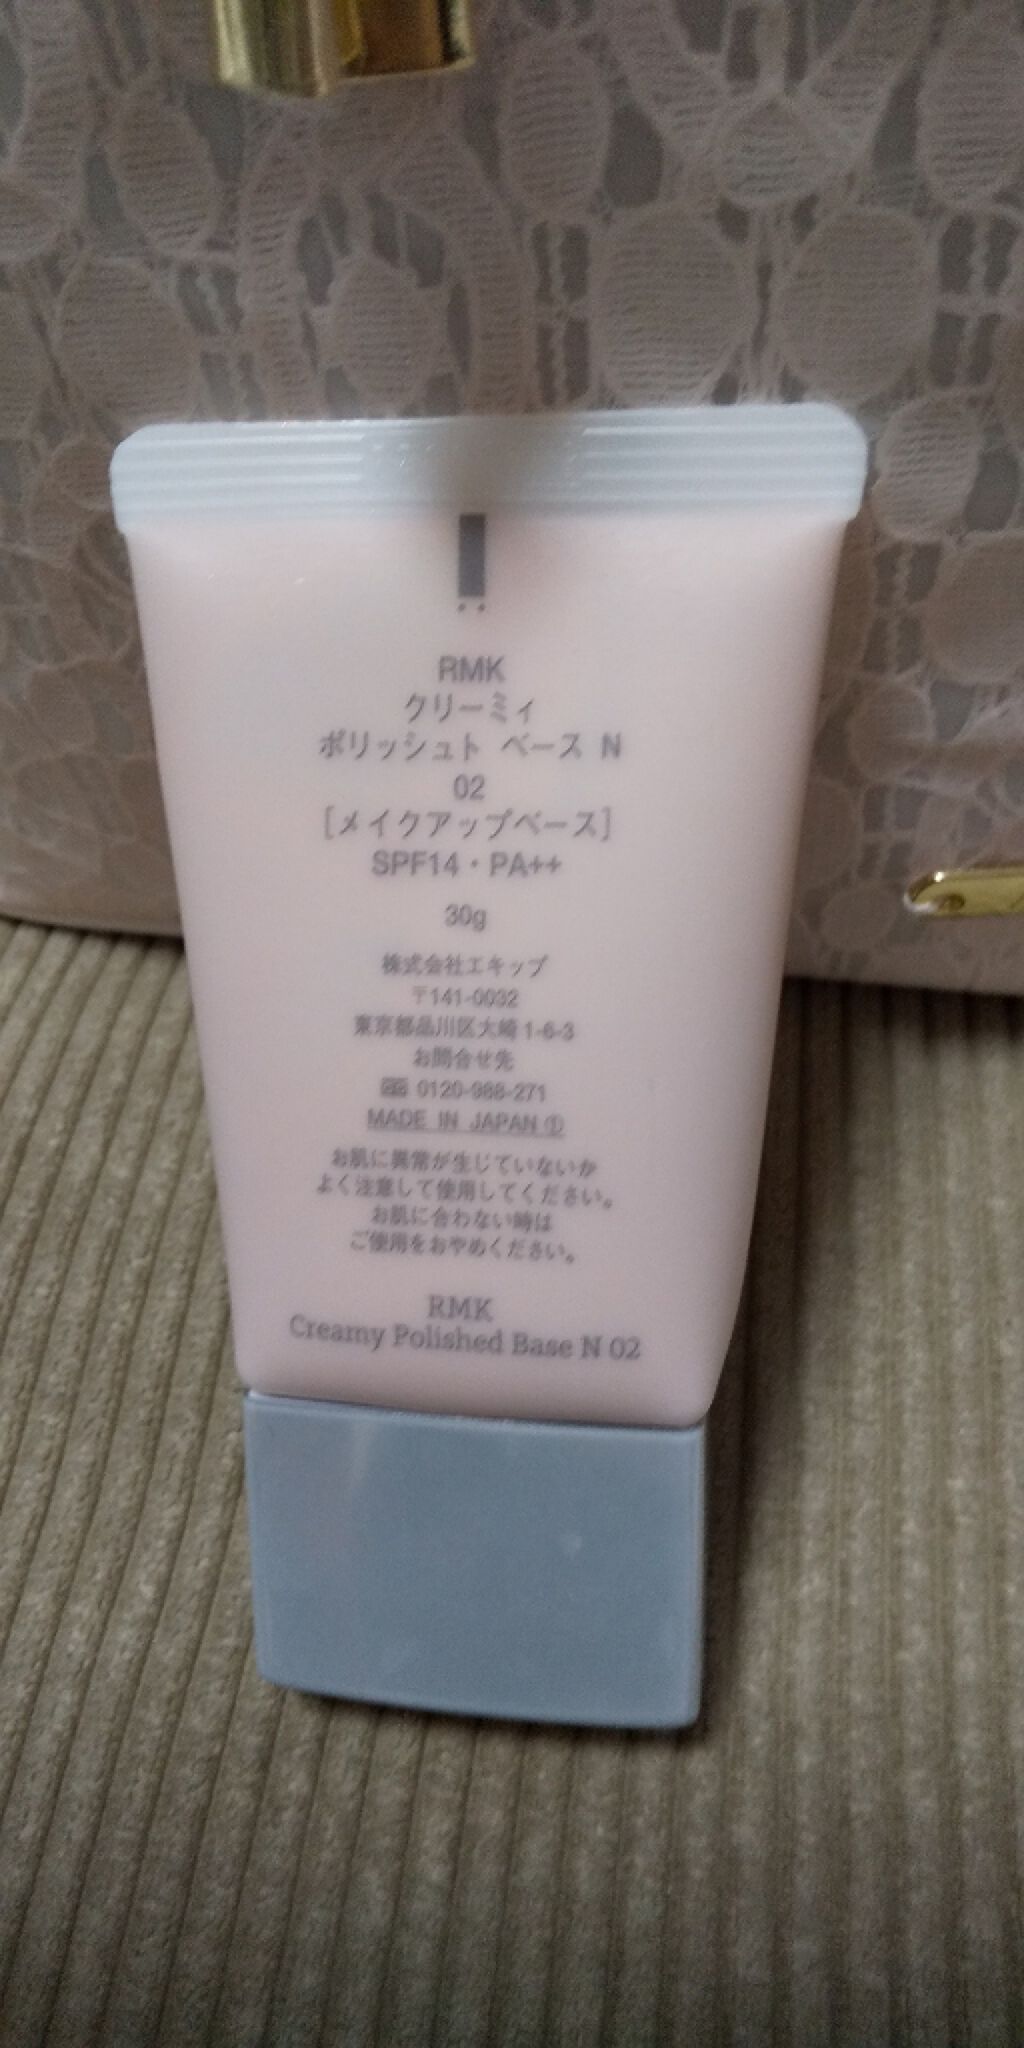 RMK
クリーミィ
ポリッシュト ベース N
02
[メイクアップベース]
SPF14・PA++
30g
株式会社エキップ
〒141-0032
東京都品川区大崎1-6-3
お問合せ先
0120-988-271
MADE IN JAPAN ①
お肌に異常が生じていないか
よく注意して使用してください。
お肌に合わない時は
ご使用をおやめください。
RMK
Creamy Polished Base N 02